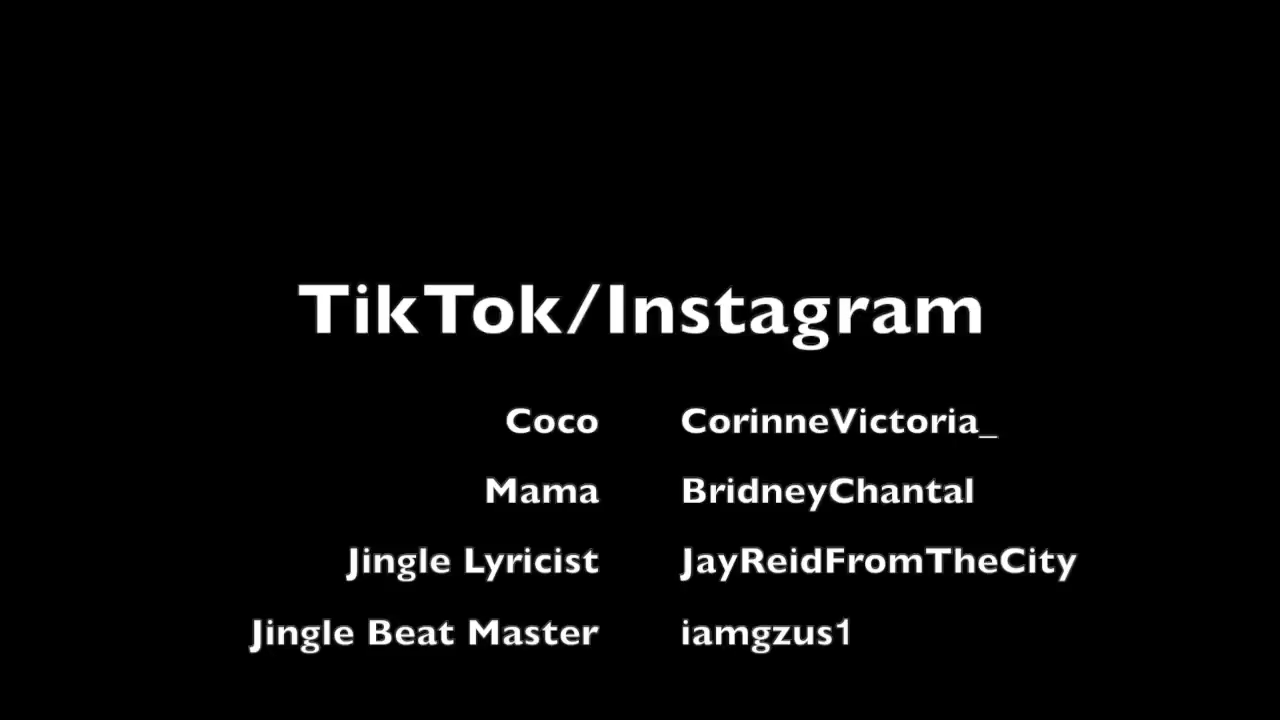 TikTok/Instagram
Coco CorinneVictoria_
Mama BridneyChantal
Jingle Lyricist JayReidFromTheCity
Jingle Beat Master iamgzus1